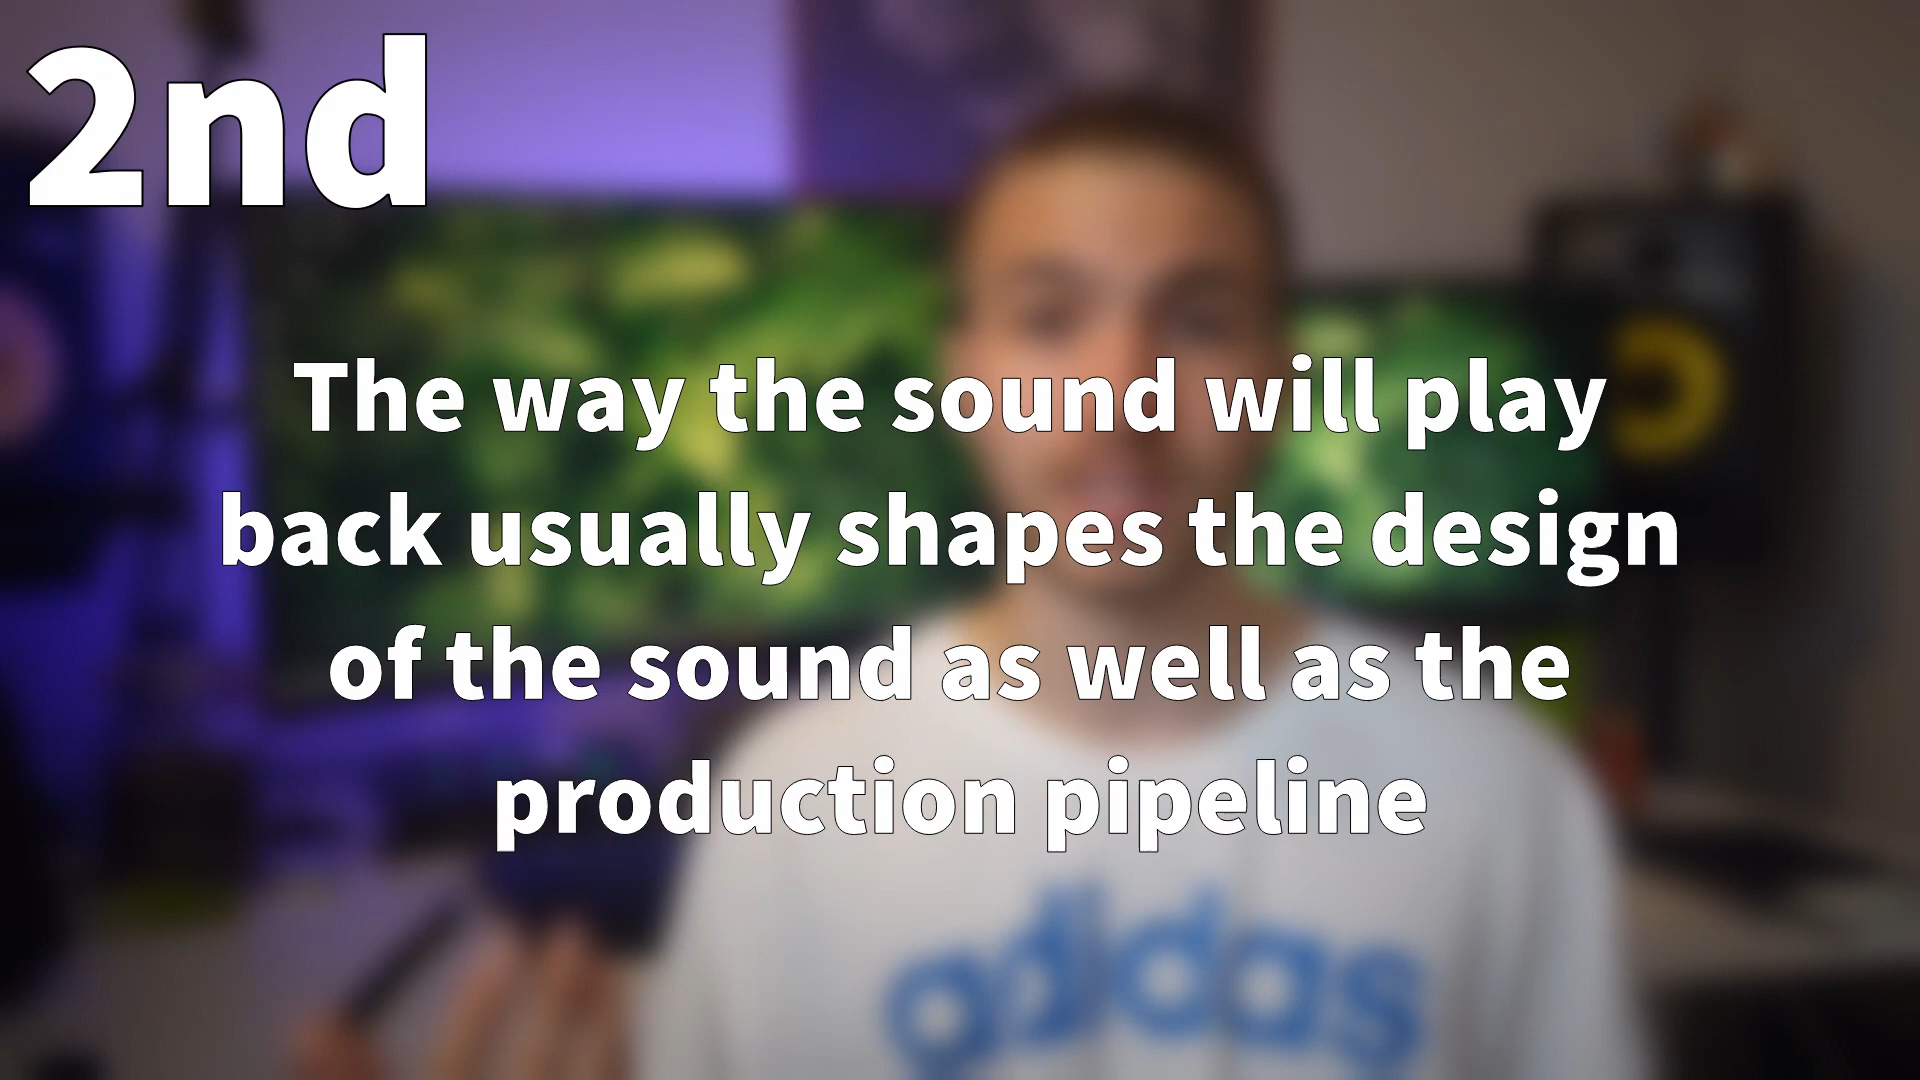 2nd
The way the sound will play
back usually shapes the design
of the sound as well as the
production pipeline
adidas